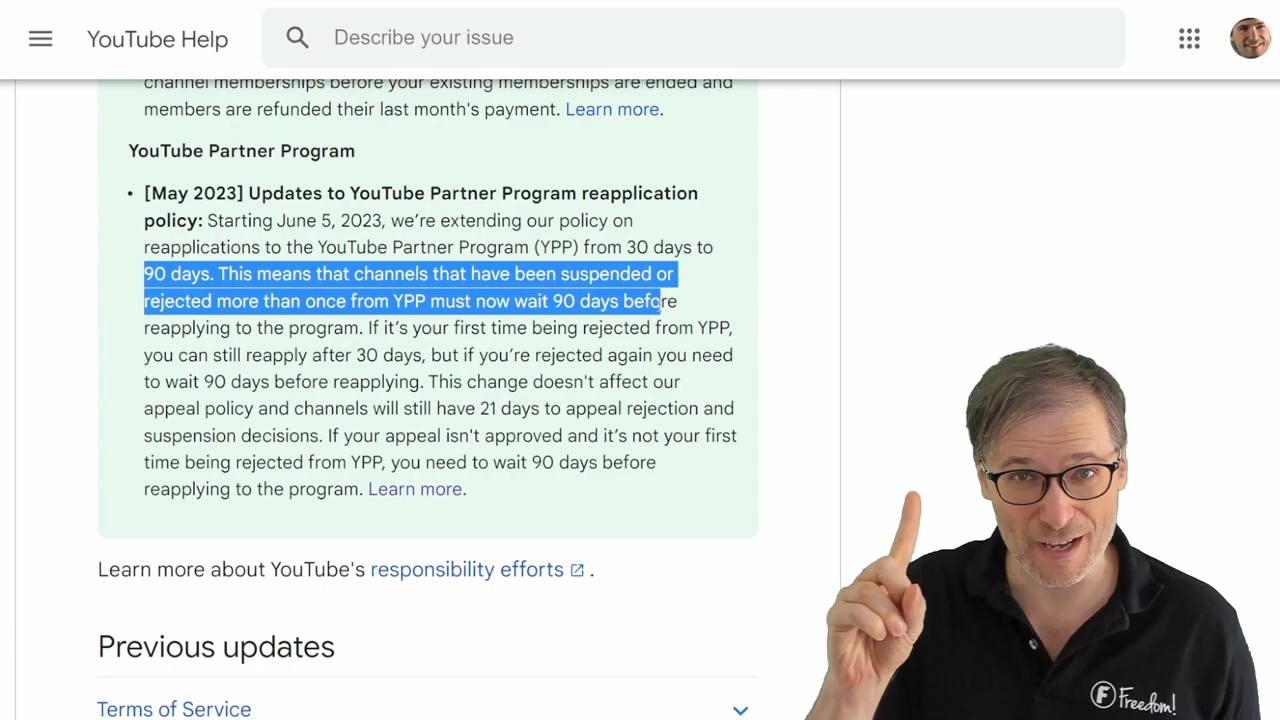 YouTube Help
Describe your issue
channel memberships before your existing memberships are ended and
members are refunded their last month's payment. Learn more.
YouTube Partner Program
• [May 2023] Updates to YouTube Partner Program reapplication
policy: Starting June 5, 2023, we're extending our policy on
reapplications to the YouTube Partner Program (YPP) from 30 days to
90 days. This means that channels that have been suspended or
rejected more than once from YPP must now wait 90 days before
reapplying to the program. If it's your first time being rejected from YPP,
you can still reapply after 30 days, but if you're rejected again you need
to wait 90 days before reapplying. This change doesn't affect our
appeal policy and channels will still have 21 days to appeal rejection and
suspension decisions. If your appeal isn't approved and it's not your first
time being rejected from YPP, you need to wait 90 days before
reapplying to the program. Learn more.
Learn more about YouTube's responsibility efforts .
Previous updates
Terms of Service
F Freedom!